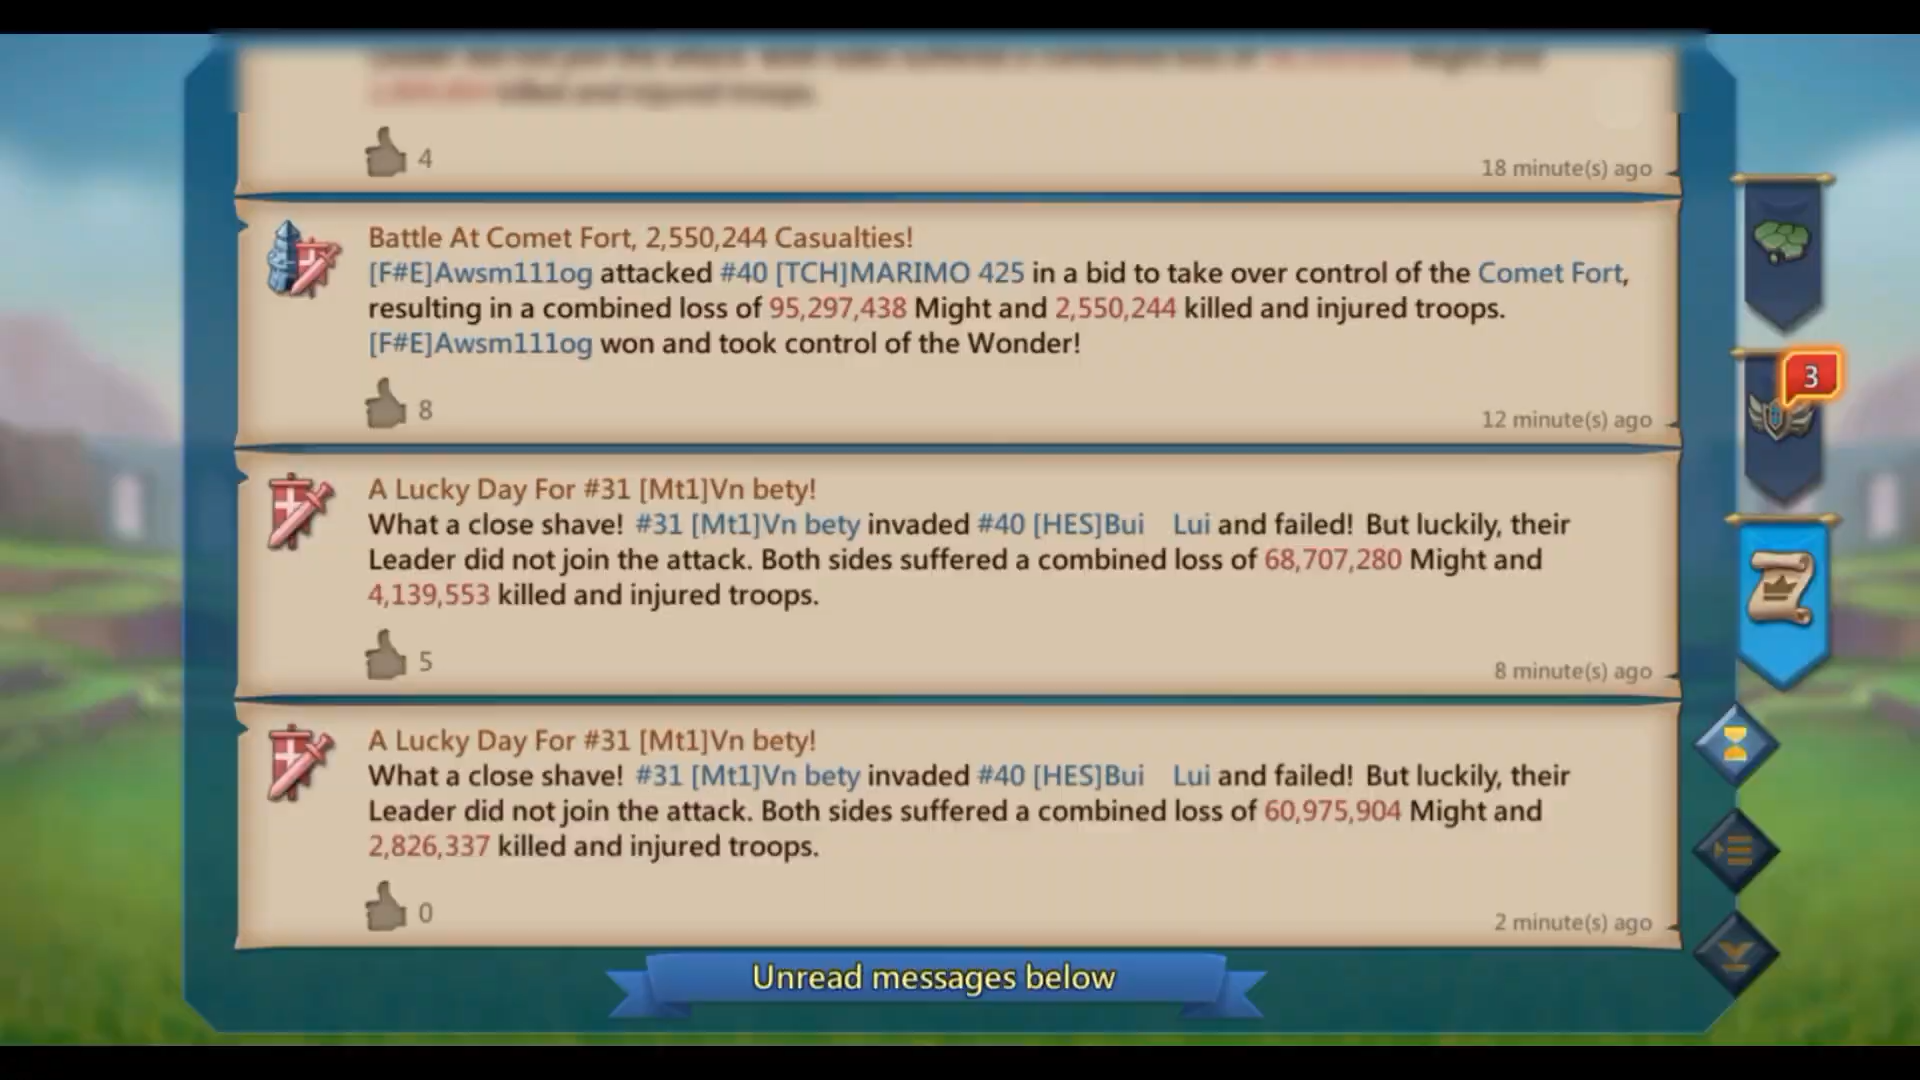 4
18 minute(s) ago
Battle At Comet Fort, 2,550,244 Casualties!
[F#E]Awsm111og attacked #40 [TCH]MARIMO 425 in a bid to take over control of the Comet Fort,
resulting in a combined loss of 95,297,438 Might and 2,550,244 killed and injured troops.
[F#E]Awsm111og won and took control of the Wonder!
8
12 minute(s) ago
3
A Lucky Day For #31 [Mt1]Vn bety!
What a close shave! #31 [Mt1]Vn bety invaded #40 [HES]Bui Lui and failed! But luckily, their
Leader did not join the attack. Both sides suffered a combined loss of 68,707,280 Might and
4,139,553 killed and injured troops.
5
8 minute(s) ago
A Lucky Day For #31 [Mt1]Vn bety!
What a close shave! #31 [Mt1]Vn bety invaded #40 [HES]Bui Lui and failed! But luckily, their
Leader did not join the attack. Both sides suffered a combined loss of 60,975,904 Might and
2,826,337 killed and injured troops.
0
2 minute(s) ago
Unread messages below